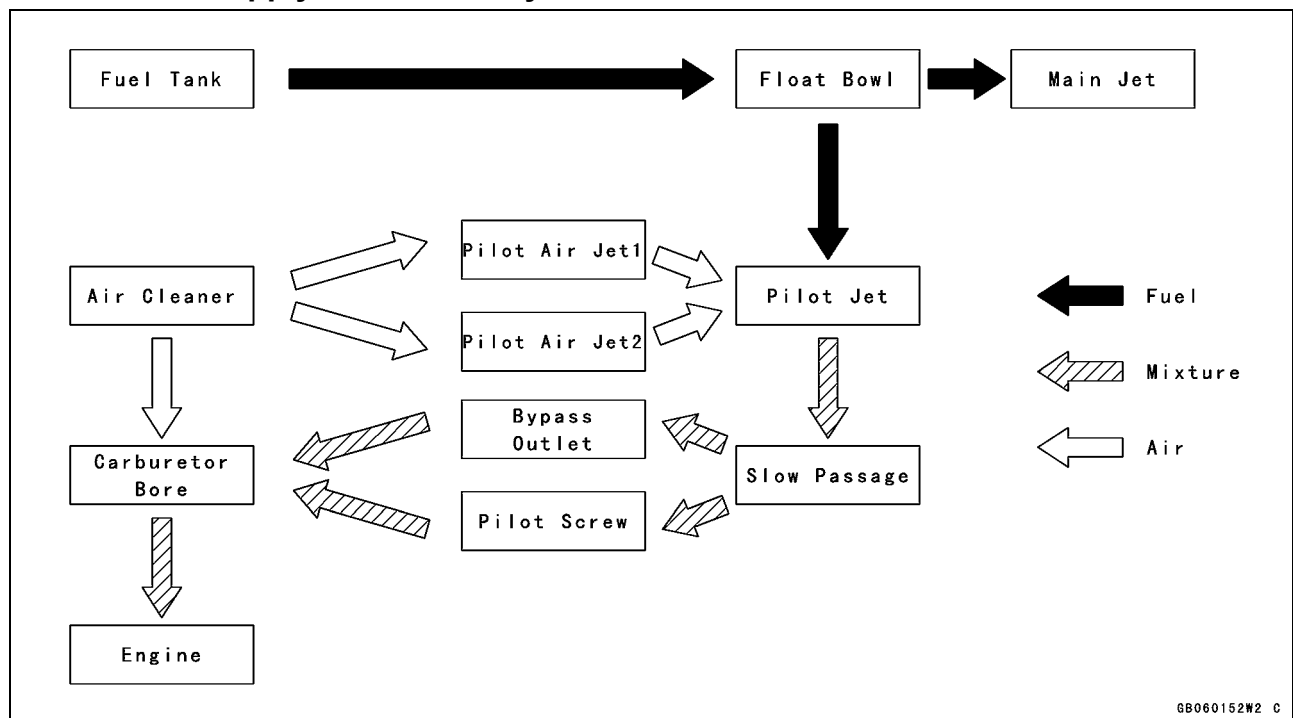 Fuel Tank
Float Bowl
Main Jet
Pilot Air Jet1
Air Cleaner
Pilot Jet
Fuel
Pilot Air Jet2
Mixture
Bypass
Outlet
Air
Carburetor
Bore
Slow Passage
Pilot Screw
Engine
GB060152W2 C